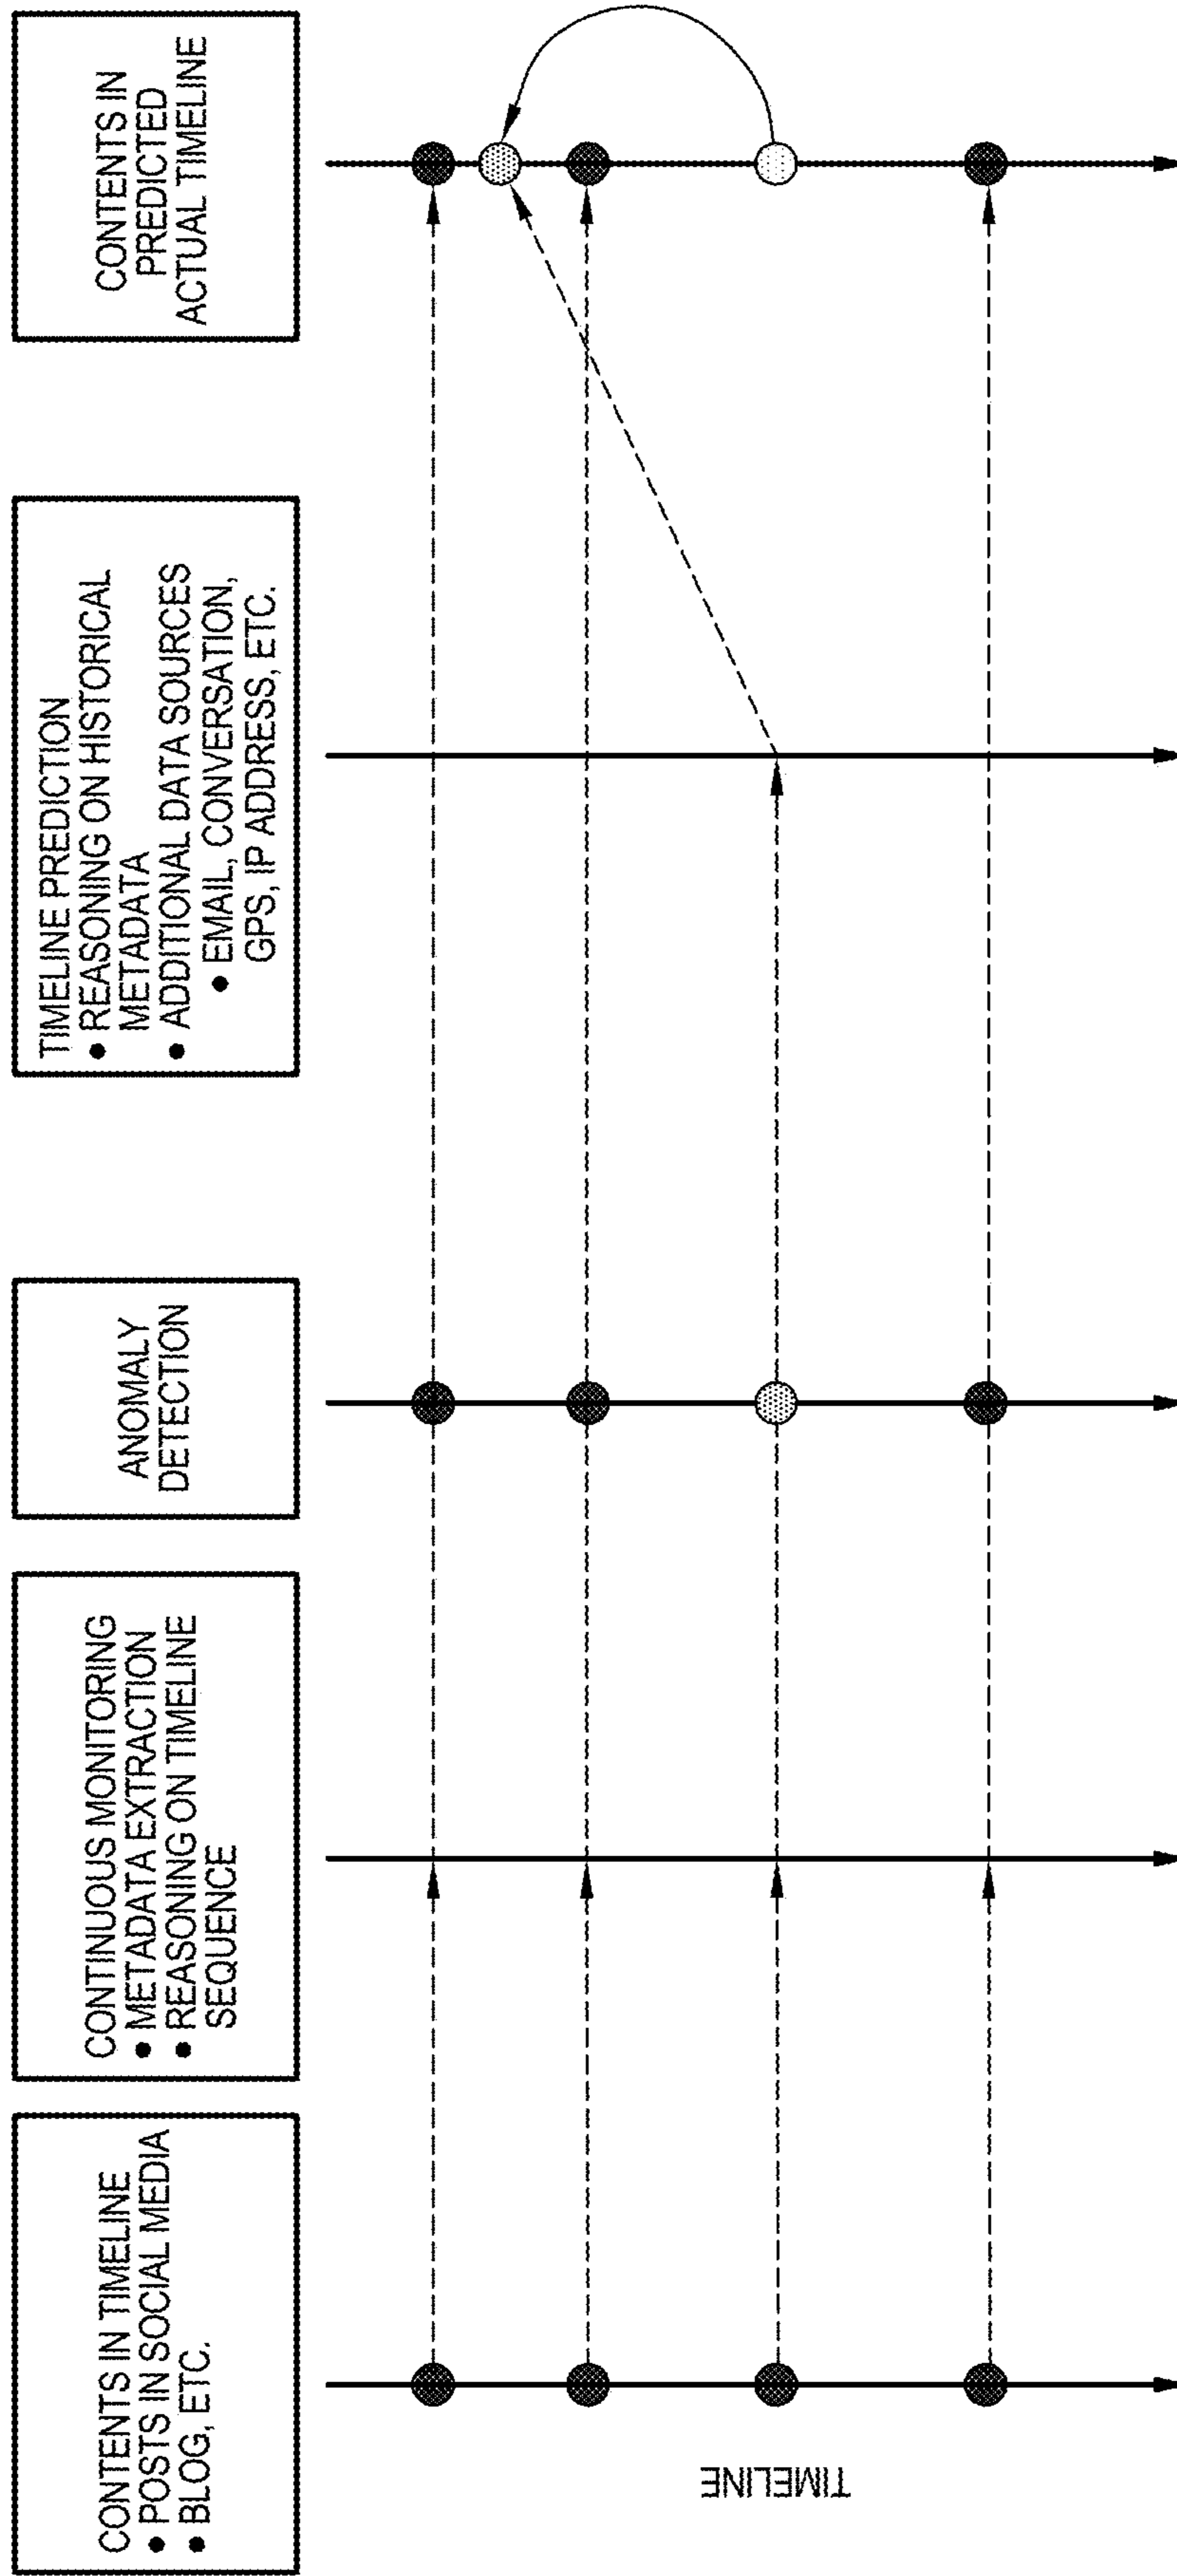 CONTENTS IN TIMELINE
• POSTS IN SOCIAL MEDIA
• BLOG, ETC.
CONTINUOUS MONITORING
• METADATA EXTRACTION
• REASONING ON TIMELINE
SEQUENCE
ANOMALY
DETECTION
TIMELINE PREDICTION
• REASONING ON HISTORICAL
METADATA
• ADDITIONAL DATA SOURCES
• EMAIL, CONVERSATION,
GPS, IP ADDRESS, ETC.
CONTENTS IN
PREDICTED
ACTUAL TIMELINE
TIMELINE